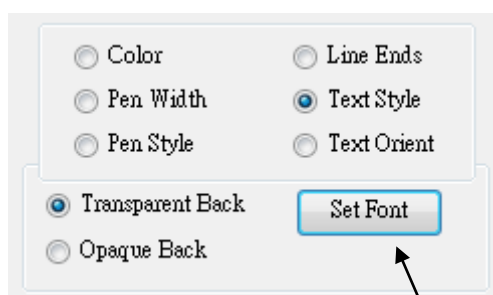 Color Line Ends
Pen Width Text Style
Pen Style Text Orient
Transparent Back Set Font
Opaque Back